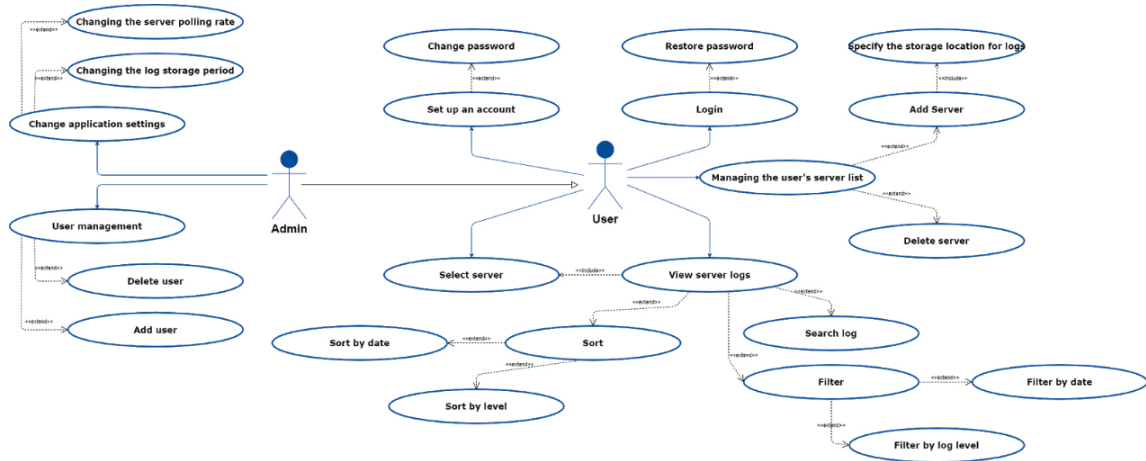 Changing the server polling rate
<<extend>>
Change password
Restore password
Specify the storage location for logs
Changing the log storage period
<<extend>>
<<extend>>
<<extend>>
<<include>>
Set up an account
Login
Add Server
Change application settings
<<extend>>
Managing the user's server list
Admin
User
<<extend>>
User management
Delete server
<<extend>>
Select server
<<include>>
View server logs
Delete user
<<extend>>
<<extend>>
<<extend>>
Add user
Search log
Sort by date
<<extend>>
Sort
<<extend>>
<<extend>>
Filter
<<extend>>
Filter by date
Sort by level
<<extend>>
Filter by log level